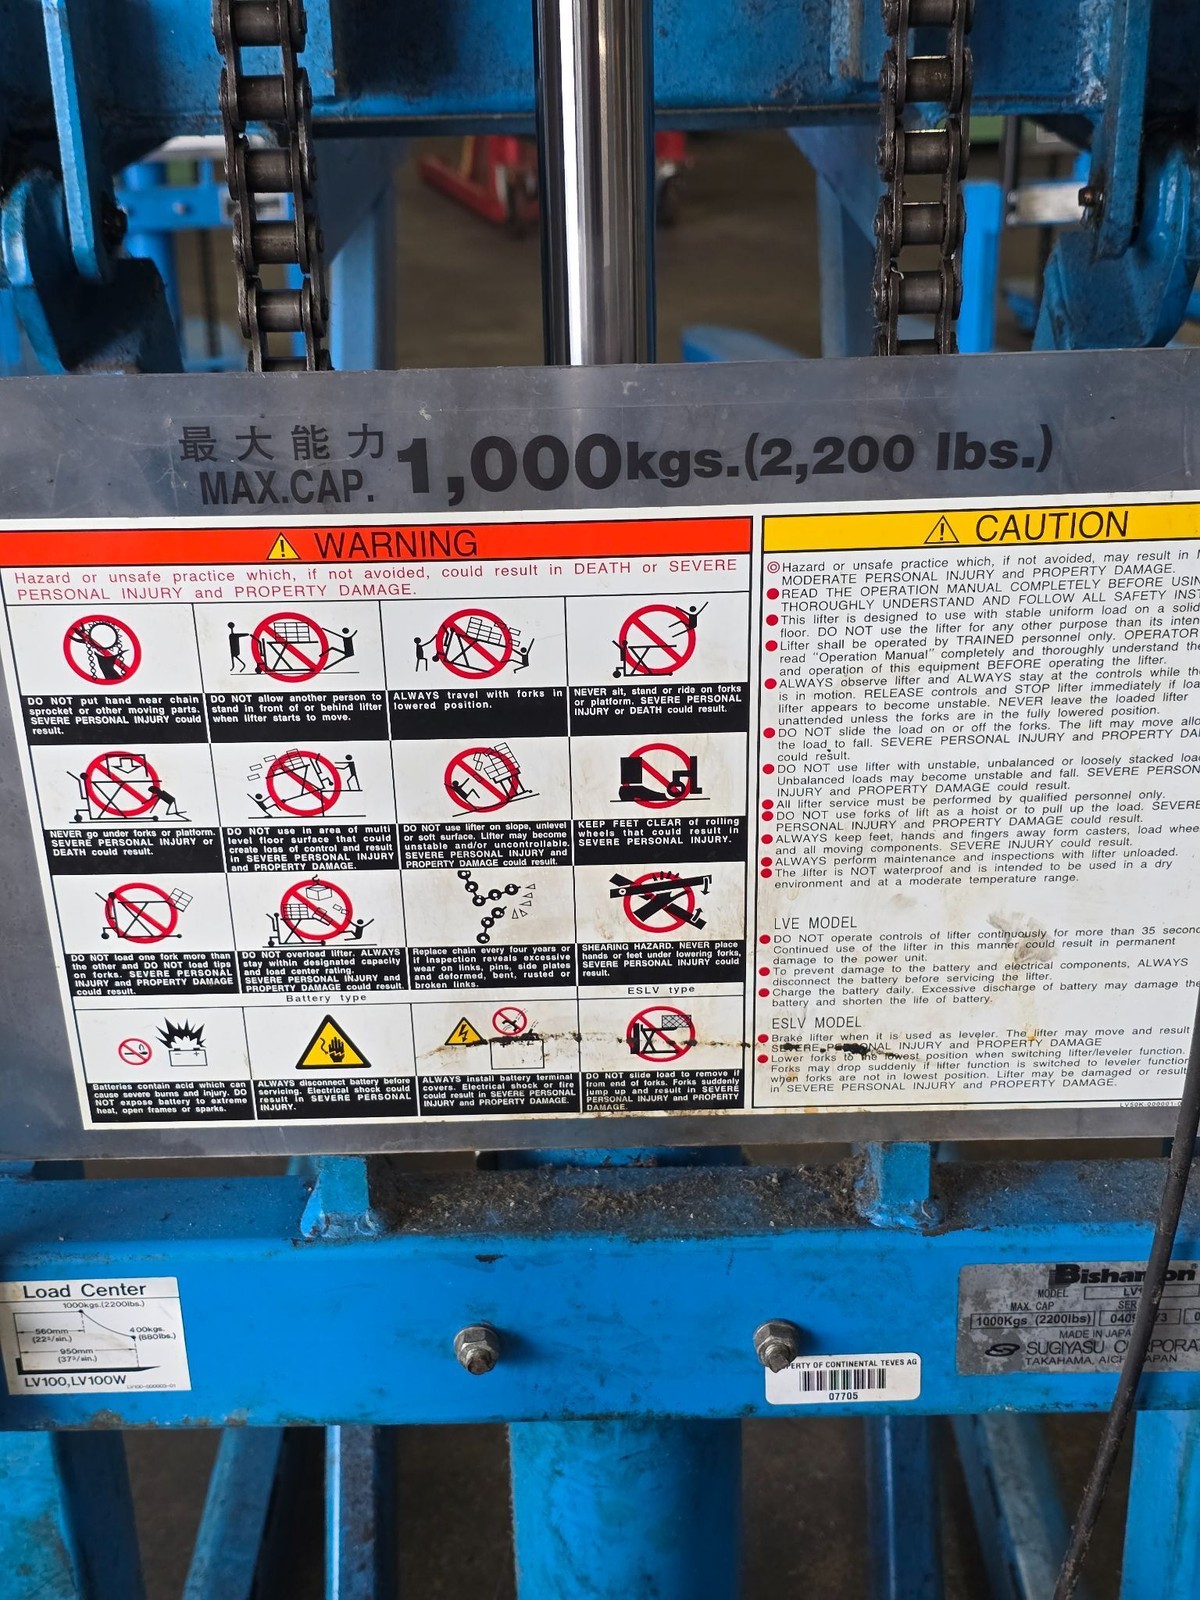 最大能力
MAX.CAP. 1,000kgs.(2,200 lbs.)
WARNING
Hazard or unsafe practice which, if not avoided, could result in DEATH or SEVERE
PERSONAL INJURY and PROPERTY DAMAGE.
DO NOT put hand near chain
sprocket or other moving parts.
SEVERE PERSONAL INJURY could
result.
DO NOT allow another person to
stand in front of or behind lifter
when lifter starts to move.
ALWAYS travel with forks in
lowered position.
NEVER sit, stand or ride on forks
or platform. SEVERE PERSONAL
INJURY or DEATH could result.
NEVER go under forks or platform.
SEVERE PERSONAL INJURY or
DEATH could result.
DO NOT use in area of multi
level floor surface that could
create loss of control and result
in SEVERE PERSONAL INJURY
and PROPERTY DAMAGE.
DO NOT use lifter on slope, unlevel
or soft surface. Lifter may become
unstable and/or uncontrollable.
SEVERE PERSONAL INJURY and
PROPERTY DAMAGE could result.
KEEP FEET CLEAR of rolling
wheels that could result in
SEVERE PERSONAL INJURY.
DO NOT load one fork more than
the other and DO NOT load tips
on forks. SEVERE PERSONAL
INJURY and PROPERTY DAMAGE
could result.
DO NOT overload lifter. ALWAYS
stay within designated capacity
and load center rating.
SEVERE PERSONAL INJURY and
PROPERTY DAMAGE could result.
Replace chain every four years or
if inspection reveals excessive
wear on links, pins, side plates
and deformed, bent, rusted or
broken links.
SHEARING HAZARD. NEVER place
hands or feet under lowering forks,
SEVERE PERSONAL INJURY could
result.
Battery type
ESLV type
Batteries contain acid which can
cause severe burns and injury. DO
NOT expose battery to extreme
heat, open frames or sparks.
ALWAYS disconnect battery before
servicing. Electrical shock could
result in SEVERE PERSONAL
INJURY.
ALWAYS install battery terminal
covers. Electrical shock or fire
could result in SEVERE PERSONAL
INJURY and PROPERTY DAMAGE.
DO NOT slide load to remove if
from end of forks. Forks suddenly
jump up and result in SEVERE
PERSONAL INJURY and PROPERTY
DAMAGE.
CAUTION
◎Hazard or unsafe practice which, if not avoided, may result in
MODERATE PERSONAL INJURY and PROPERTY DAMAGE.
●READ THE OPERATION MANUAL COMPLETELY BEFORE USIN
THOROUGHLY UNDERSTAND AND FOLLOW ALL SAFETY INST
●This lifter is designed to use with stable uniform load on a solid
floor. DO NOT use the lifter for any other purpose than its inten
●Lifter shall be operated by TRAINED personnel only. OPERATOR
read "Operation Manual" completely and thoroughly understand the
and operation of this equipment BEFORE operating the lifter.
●ALWAYS observe lifter and ALWAYS stay at the controls while the
is in motion. RELEASE controls and STOP lifter immediately if loa
lifter appears to become unstable. NEVER leave the loaded lifter
unattended unless the forks are in the fully lowered position.
●DO NOT slide the load on or off the forks. The lift may move allo
the load to fall. SEVERE PERSONAL INJURY and PROPERTY DA
could result.
●DO NOT use lifter with unstable, unbalanced or loosely stacked loa
Unbalanced loads may become unstable and fall. SEVERE PERSON
INJURY and PROPERTY DAMAGE could result.
●All lifter service must be performed by qualified personnel only.
●DO NOT use forks of lift as a hoist or to pull up the load. SEVERE
PERSONAL INJURY and PROPERTY DAMAGE could result.
●ALWAYS keep feet, hands and fingers away form casters, load whee
and all moving components. SEVERE INJURY could result.
●ALWAYS perform maintenance and inspections with lifter unloaded.
●The lifter is NOT waterproof and is intended to be used in a dry
environment and at a moderate temperature range.
LVE MODEL
●DO NOT operate controls of lifter continuously for more than 35 secon
Continued use of the lifter in this manner could result in permanent
damage to the power unit.
●To prevent damage to the battery and electrical components, ALWAYS
disconnect the battery before servicing the lifter.
●Charge the battery daily. Excessive discharge of battery may damage the
battery and shorten the life of battery.
ESLV MODEL
●Brake lifter when it is used as leveler. The lifter may move and result
SEVERE PERSONAL INJURY and PROPERTY DAMAGE
●Lower forks to the lowest position when switching lifter/leveler function.
Forks may drop suddenly if lifter function is switched to leveler function
when forks are not in lowest position. Lifter may be damaged or result
in SEVERE PERSONAL INJURY and PROPERTY DAMAGE.
Load Center
1000kgs.(2200lbs.)
560mm
400kgs.
(880lbs.)
950mm
LV100,LV100W
PERTY OF CONTINENTAL TEVES AG
07705
Bishamon
MODEL LV
MAX. CAP SER
1000Kgs (2200lbs)
MADE IN JAPA
SUGIYASU CORPORA
TAKAHAMA, AICH JAPAN